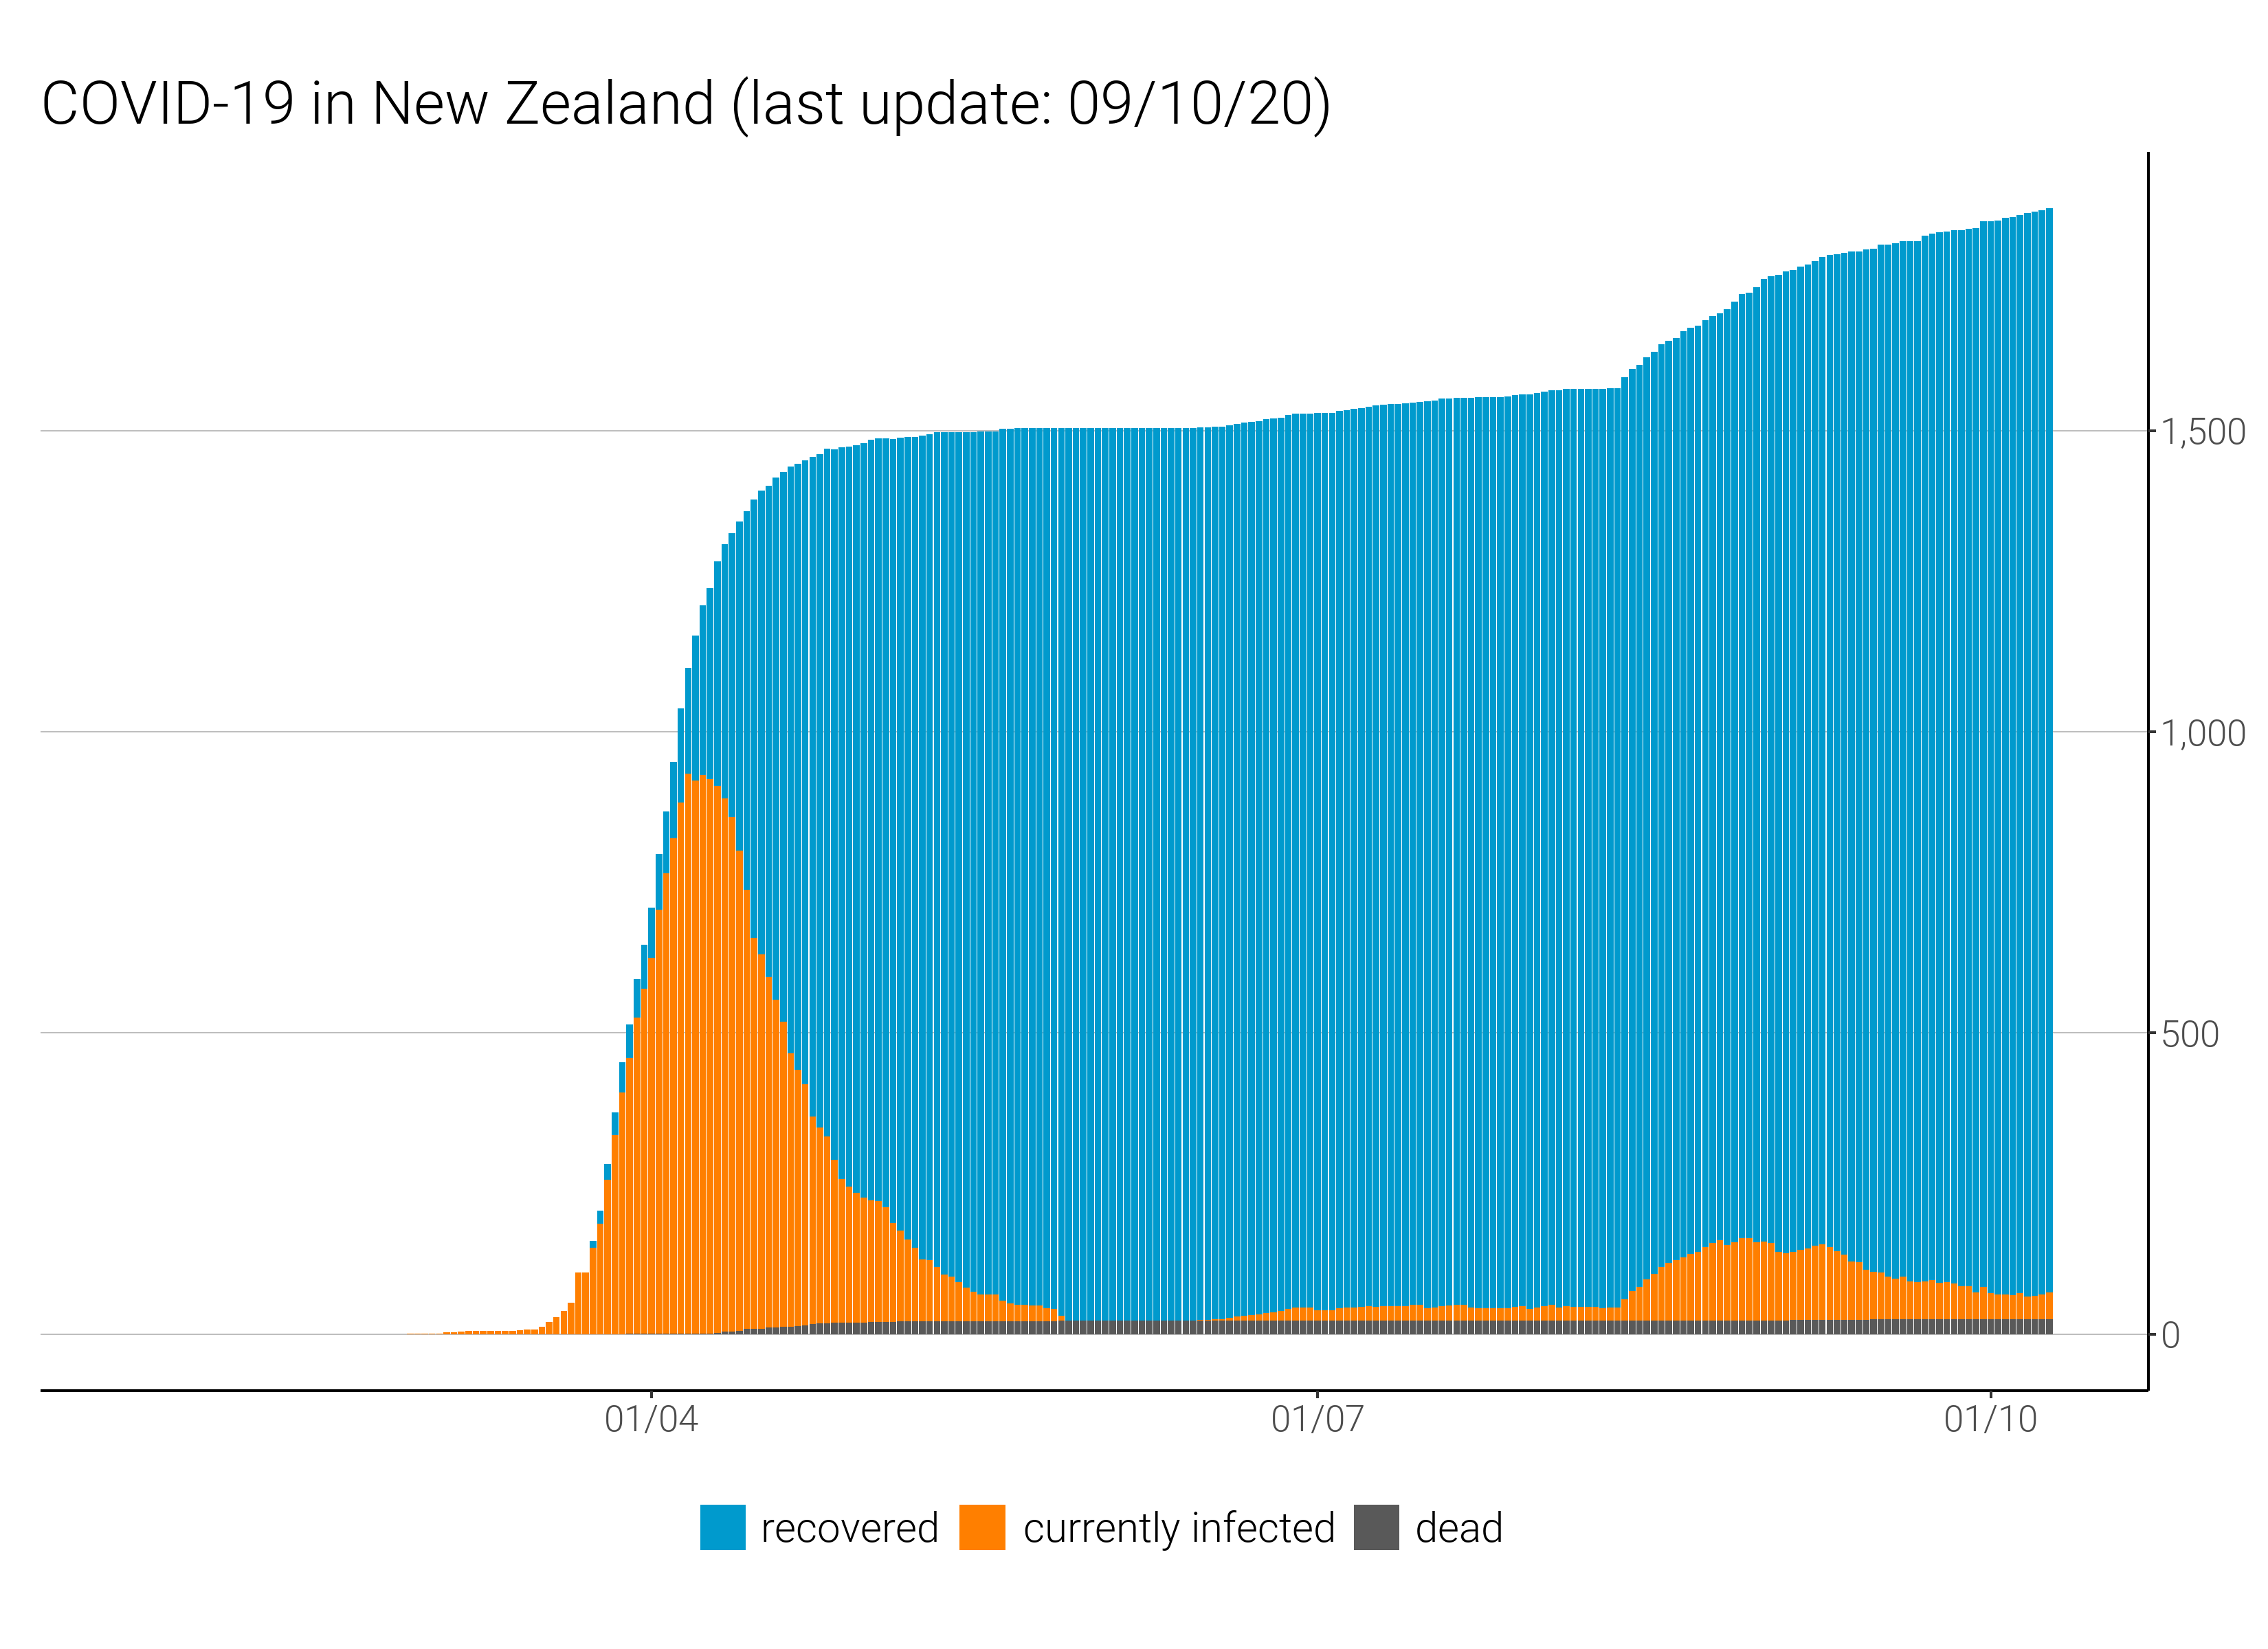 COVID-19 in New Zealand (last update: 09/10/20)
1,500
1,000
500
0
01/04 01/07 01/10
recovered currently infected dead